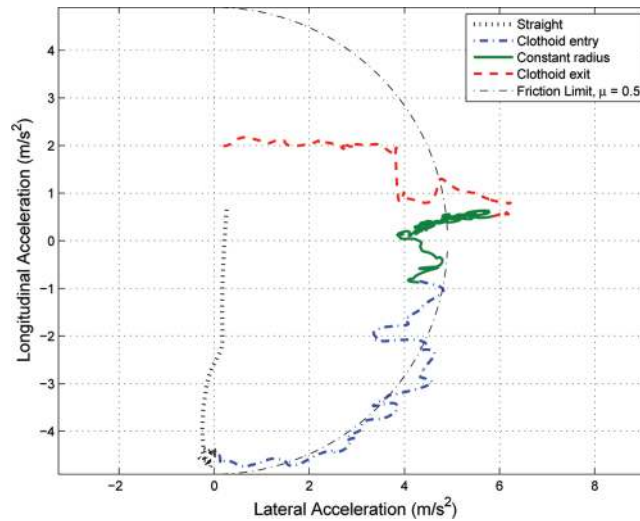 4
3
2
1
0
−1
−2
−3
−4
−2
0
2
4
6
8
Longitudinal Acceleration (m/s²)
Lateral Acceleration (m/s²)
Straight
Clothoid entry
Constant radius
Clothoid exit
Friction Limit, μ = 0.5